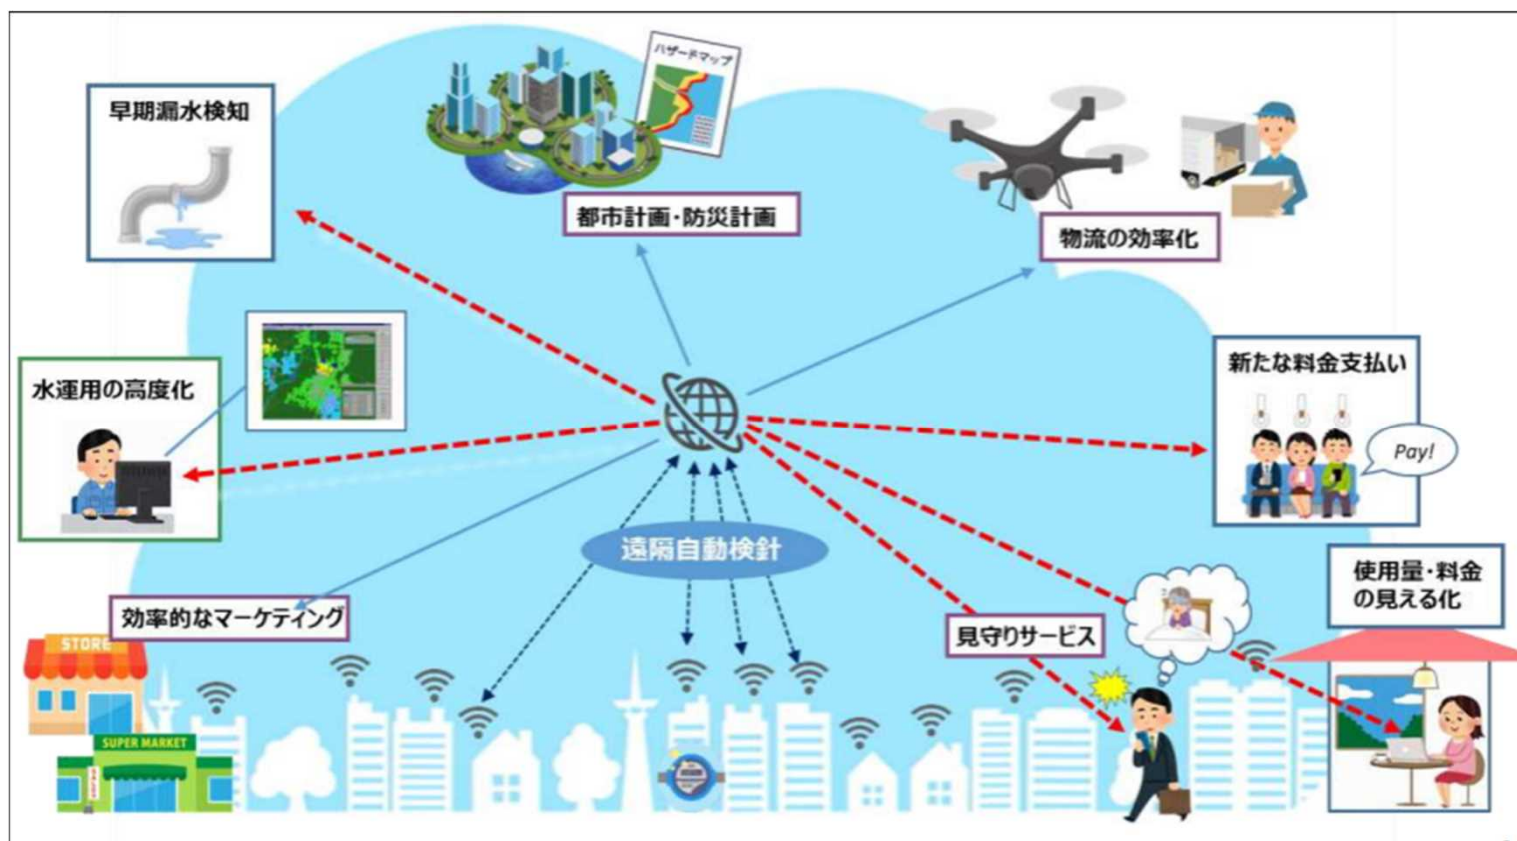 ハザードマップ
早期漏水検知
都市計画・防災計画
物流の効率化
水運用の高度化
新たな料金支払い
Pay!
遠隔自動検針
使用量・料金
の見える化
効率的なマーケティング
見守りサービス
STORE
SUPER MARKET